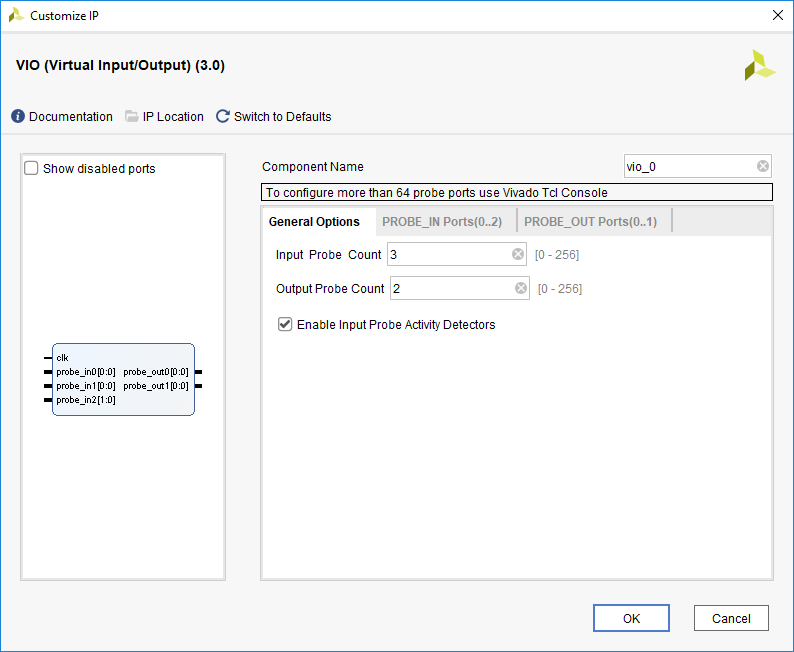 Customize IP
VIO (Virtual Input/Output) (3.0)
Documentation IP Location Switch to Defaults
Show disabled ports
clk
probe_in0[0:0] probe_out0[0:0]
probe_in1[0:0] probe_out1[0:0]
probe_in2[1:0]
Component Name vio_0
To configure more than 64 probe ports use Vivado Tcl Console
General Options PROBE_IN Ports(0..2) PROBE_OUT Ports(0..1)
Input Probe Count 3 [0 - 256]
Output Probe Count 2 [0 - 256]
Enable Input Probe Activity Detectors
OK Cancel